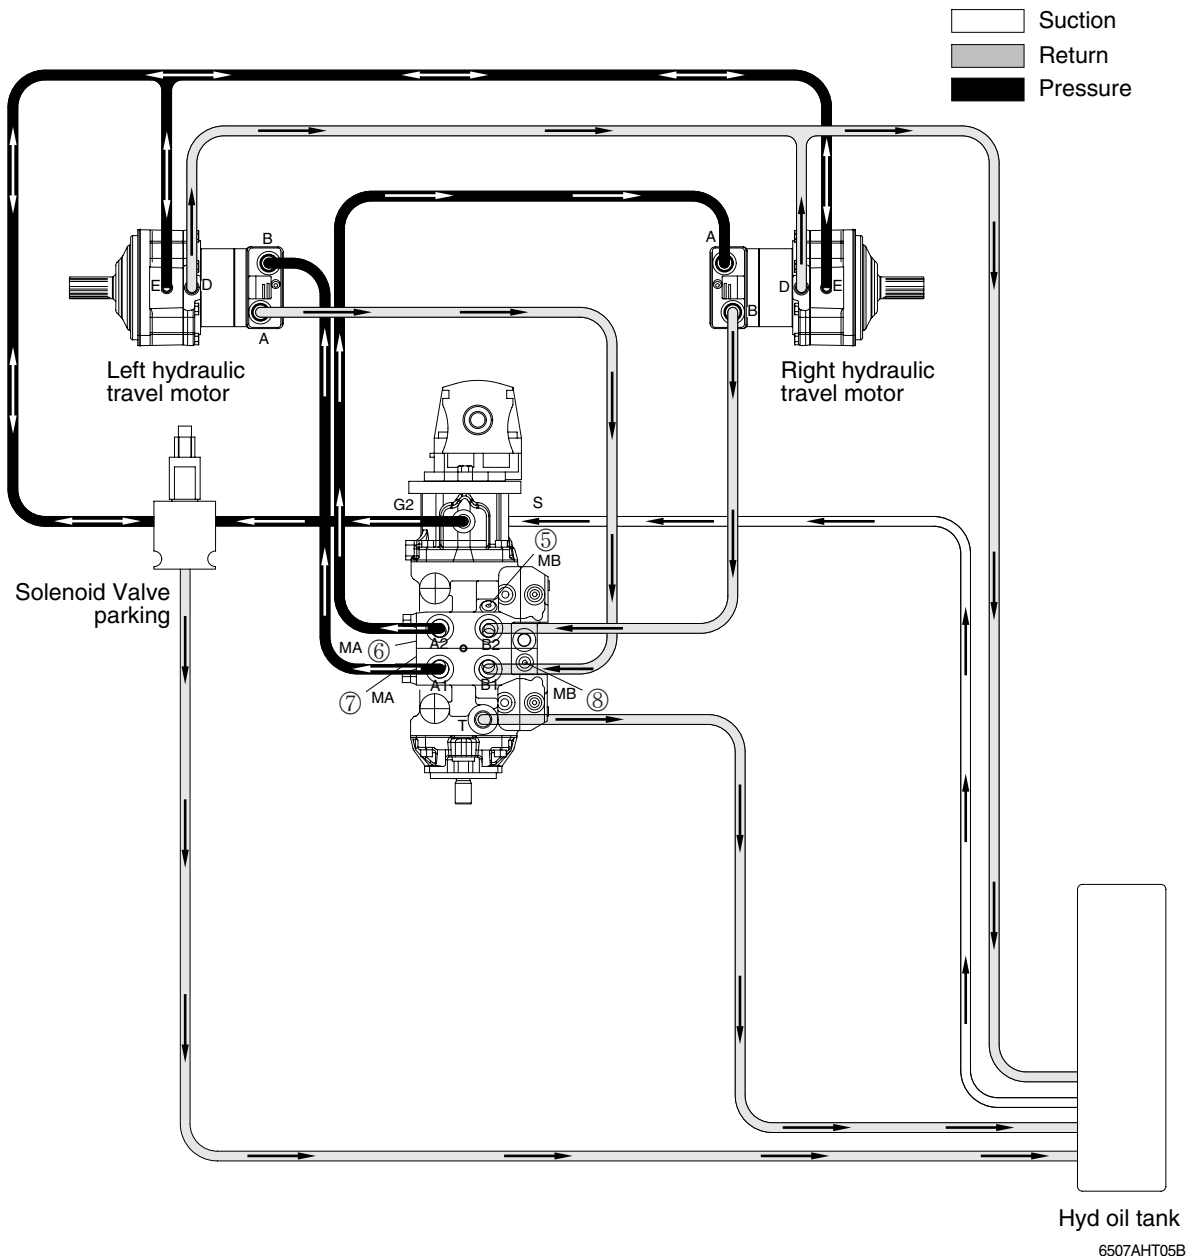 Suction
Return
Pressure
B
A
E
D
D
E
A
B
Left hydraulic
travel motor
Right hydraulic
travel motor
G2
S
⑤
MB
Solenoid Valve
parking
MA
⑥
A2
B2
⑦
MA
A1
B1
MB
⑧
T
Hyd oil tank
6507AHT05B